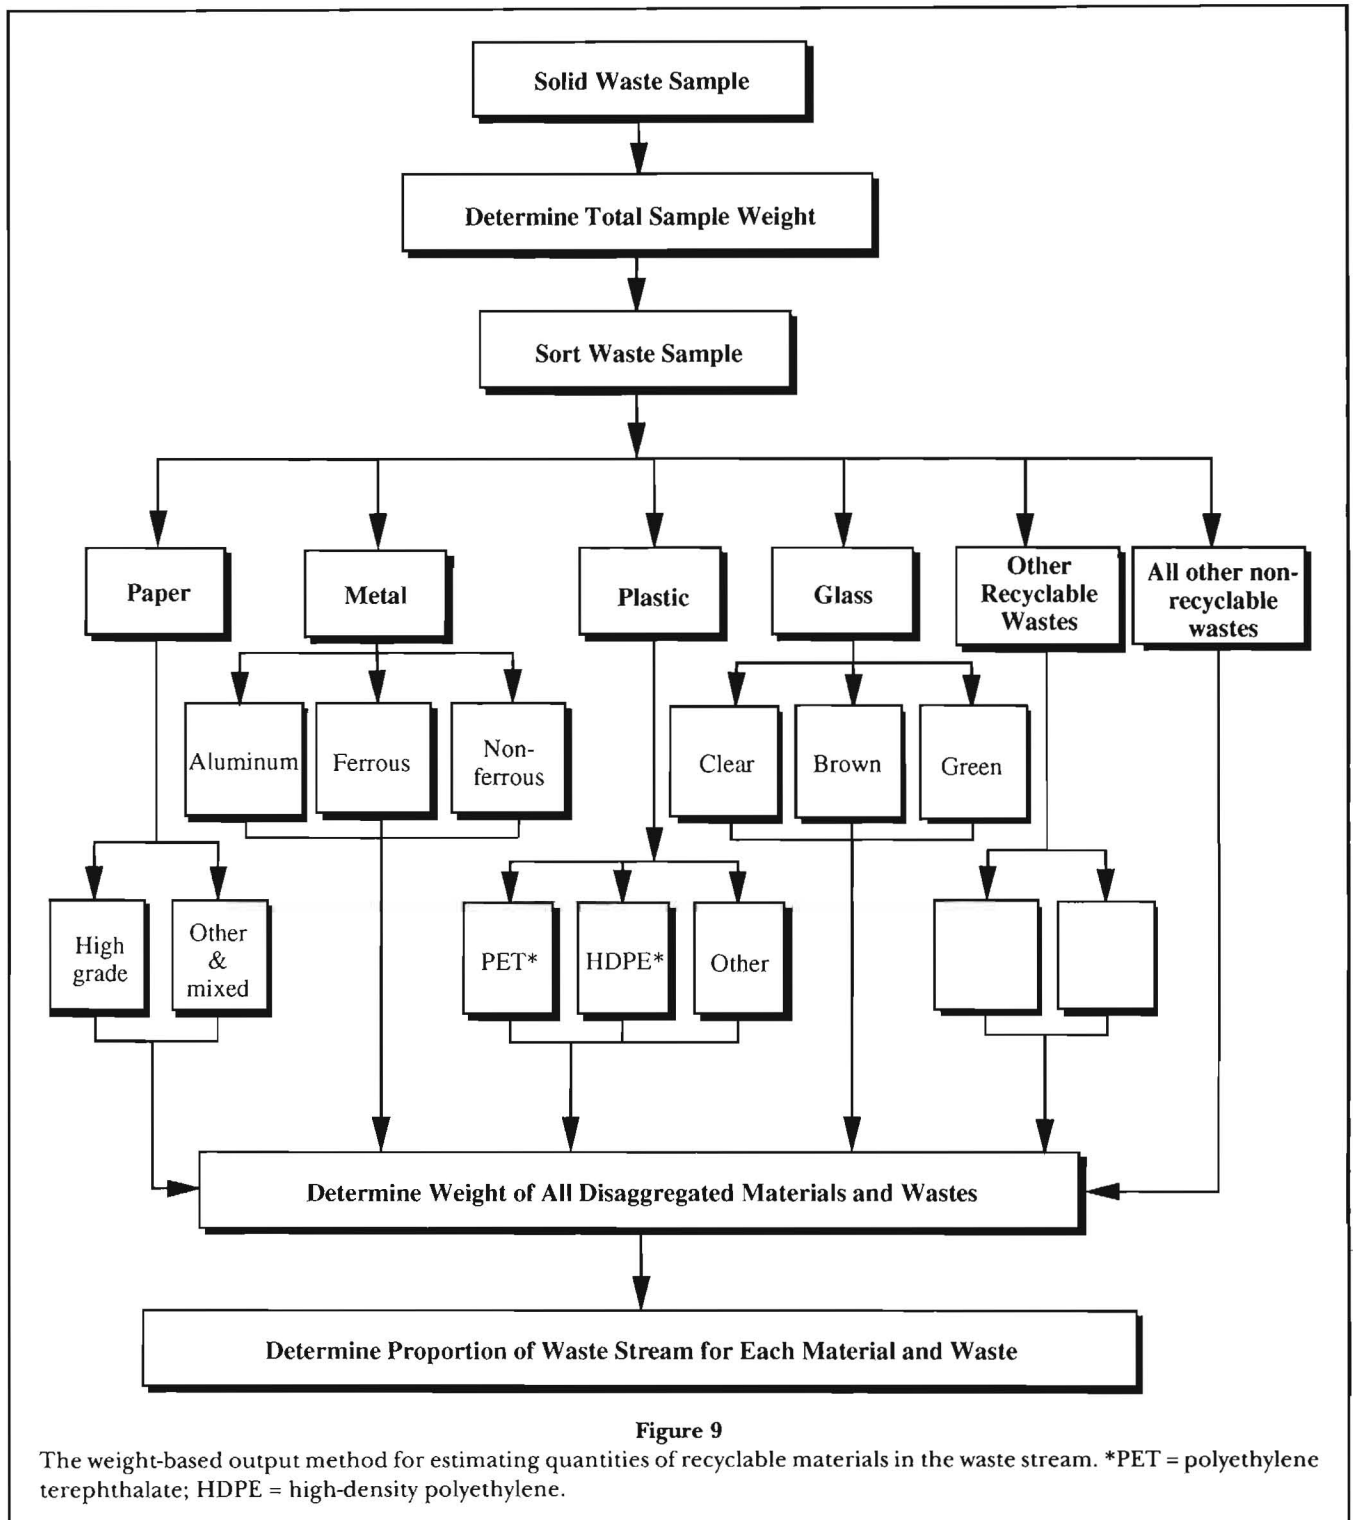 Solid Waste Sample
Determine Total Sample Weight
Sort Waste Sample
Paper
Metal
Plastic
Glass
Other
Recyclable
Wastes
All other non-
recyclable
wastes
Aluminum
Ferrous
Non-
ferrous
Clear
Brown
Green
High
grade
Other
&
mixed
PET*
HDPE*
Other
Determine Weight of All Disaggregated Materials and Wastes
Determine Proportion of Waste Stream for Each Material and Waste
Figure 9
The weight-based output method for estimating quantities of recyclable materials in the waste stream. *PET = polyethylene
terephthalate; HDPE = high-density polyethylene.